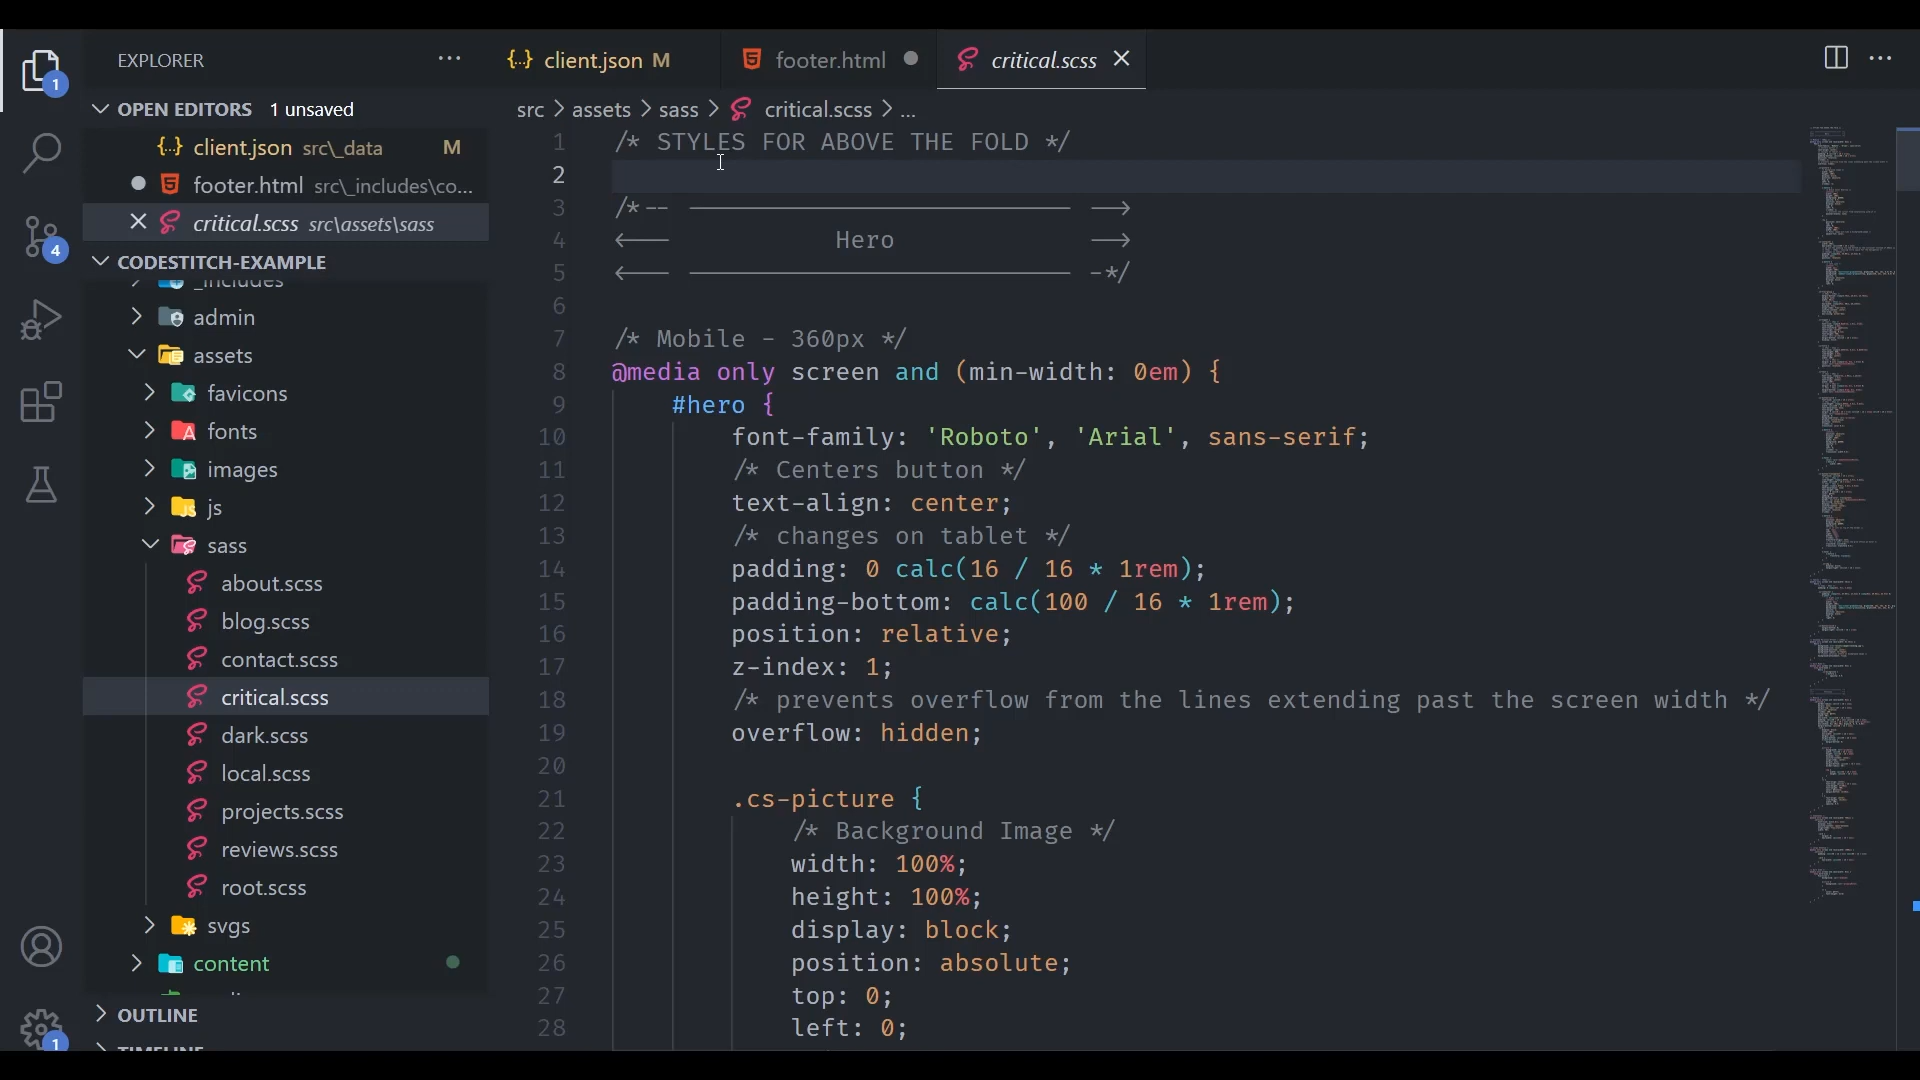 EXPLORER
client.json M
footer.html
critical.scss
OPEN EDITORS 1 unsaved
client.json src\_data M
footer.html src\_includes\co...
critical.scss src\assets\sass
CODESTITCH-EXAMPLE
_includes
admin
assets
favicons
fonts
images
js
sass
about.scss
blog.scss
contact.scss
critical.scss
dark.scss
local.scss
projects.scss
reviews.scss
root.scss
svgs
content
OUTLINE
TIMELINE
1
4
1
src > assets > sass > critical.scss > ...
1 /* STYLES FOR ABOVE THE FOLD */
2
3 /*-- ———————————————————— -->
4 <--- Hero -->
5 <--- ———————————————————— -*/
6
7 /* Mobile - 360px */
8 @media only screen and (min-width: 0em) {
9 #hero {
10 font-family: 'Roboto', 'Arial', sans-serif;
11 /* Centers button */
12 text-align: center;
13 /* changes on tablet */
14 padding: 0 calc(16 / 16 * 1rem);
15 padding-bottom: calc(100 / 16 * 1rem);
16 position: relative;
17 z-index: 1;
18 /* prevents overflow from the lines extending past the screen width */
19 overflow: hidden;
20
21 .cs-picture {
22 /* Background Image */
23 width: 100%;
24 height: 100%;
25 display: block;
26 position: absolute;
27 top: 0;
28 left: 0;